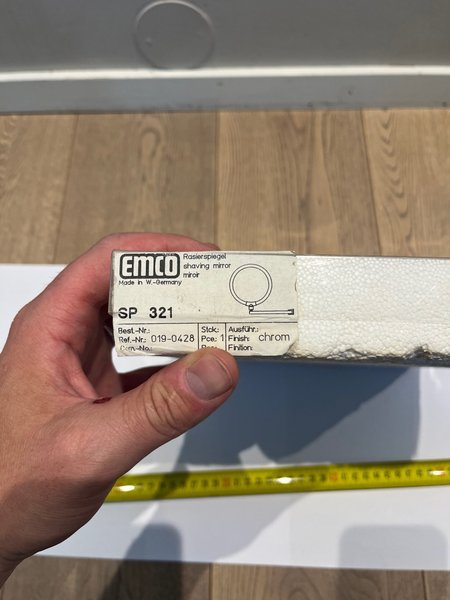 EMCO
Made in W.-Germany
Rasierspiegel
shaving mirror
miroir
SP 321
Best.-Nr.:
Ref.-Nr.: 019-0428
Stck.:
Pce.: 1
Ausführ.:
Finish: chrom
Finition: